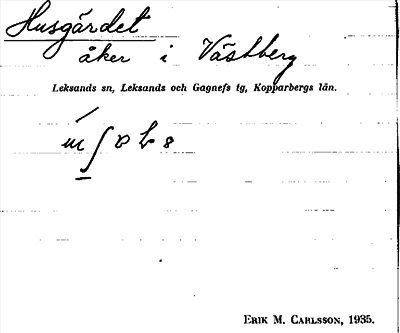 Husgärdet
åker i Västberg
Leksands sn, Leksands och Gagnefs tg, Kopparbergs län.
ERIK M. CARLSSON, 1935.